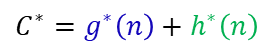 C* = g*(n) + h*(n)